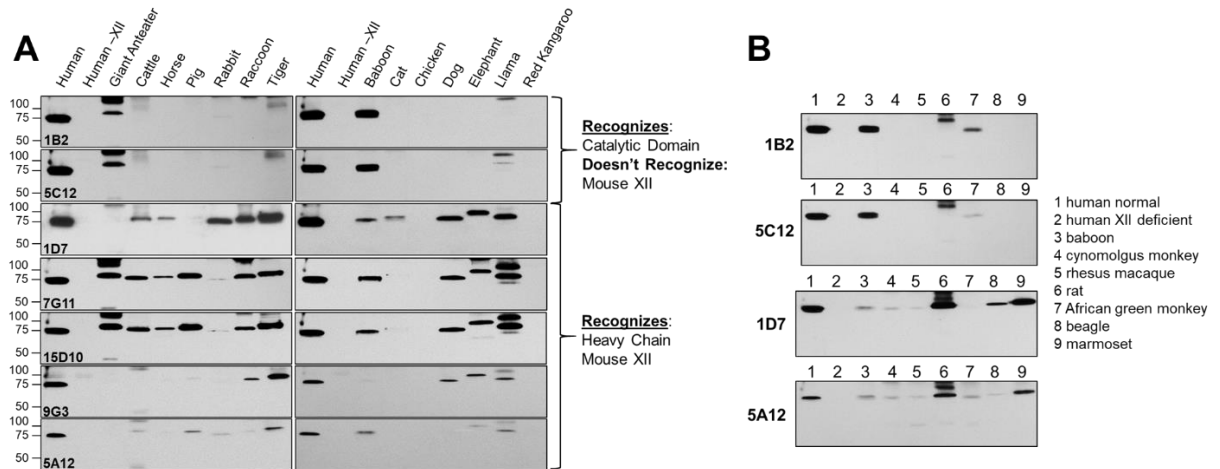 A
Human
Human –XII
Giant Anteater
Cattle
Horse
Pig
Rabbit
Raccoon
Tiger
Human
Human –XII
Baboon
Cat
Chicken
Dog
Elephant
Llama
Red Kangaroo
100
75
50
1B2
100
75
50
5C12
100
75
50
1D7
100
75
50
7G11
100
75
50
15D10
100
75
50
9G3
100
75
50
5A12
Recognizes:
Catalytic Domain
Doesn't Recognize:
Mouse XII
Recognizes:
Heavy Chain
Mouse XII
B
1 2 3 4 5 6 7 8 9
1B2
1 2 3 4 5 6 7 8 9
5C12
1 2 3 4 5 6 7 8 9
1D7
1 2 3 4 5 6 7 8 9
5A12
1 human normal
2 human XII deficient
3 baboon
4 cynomolgus monkey
5 rhesus macaque
6 rat
7 African green monkey
8 beagle
9 marmoset